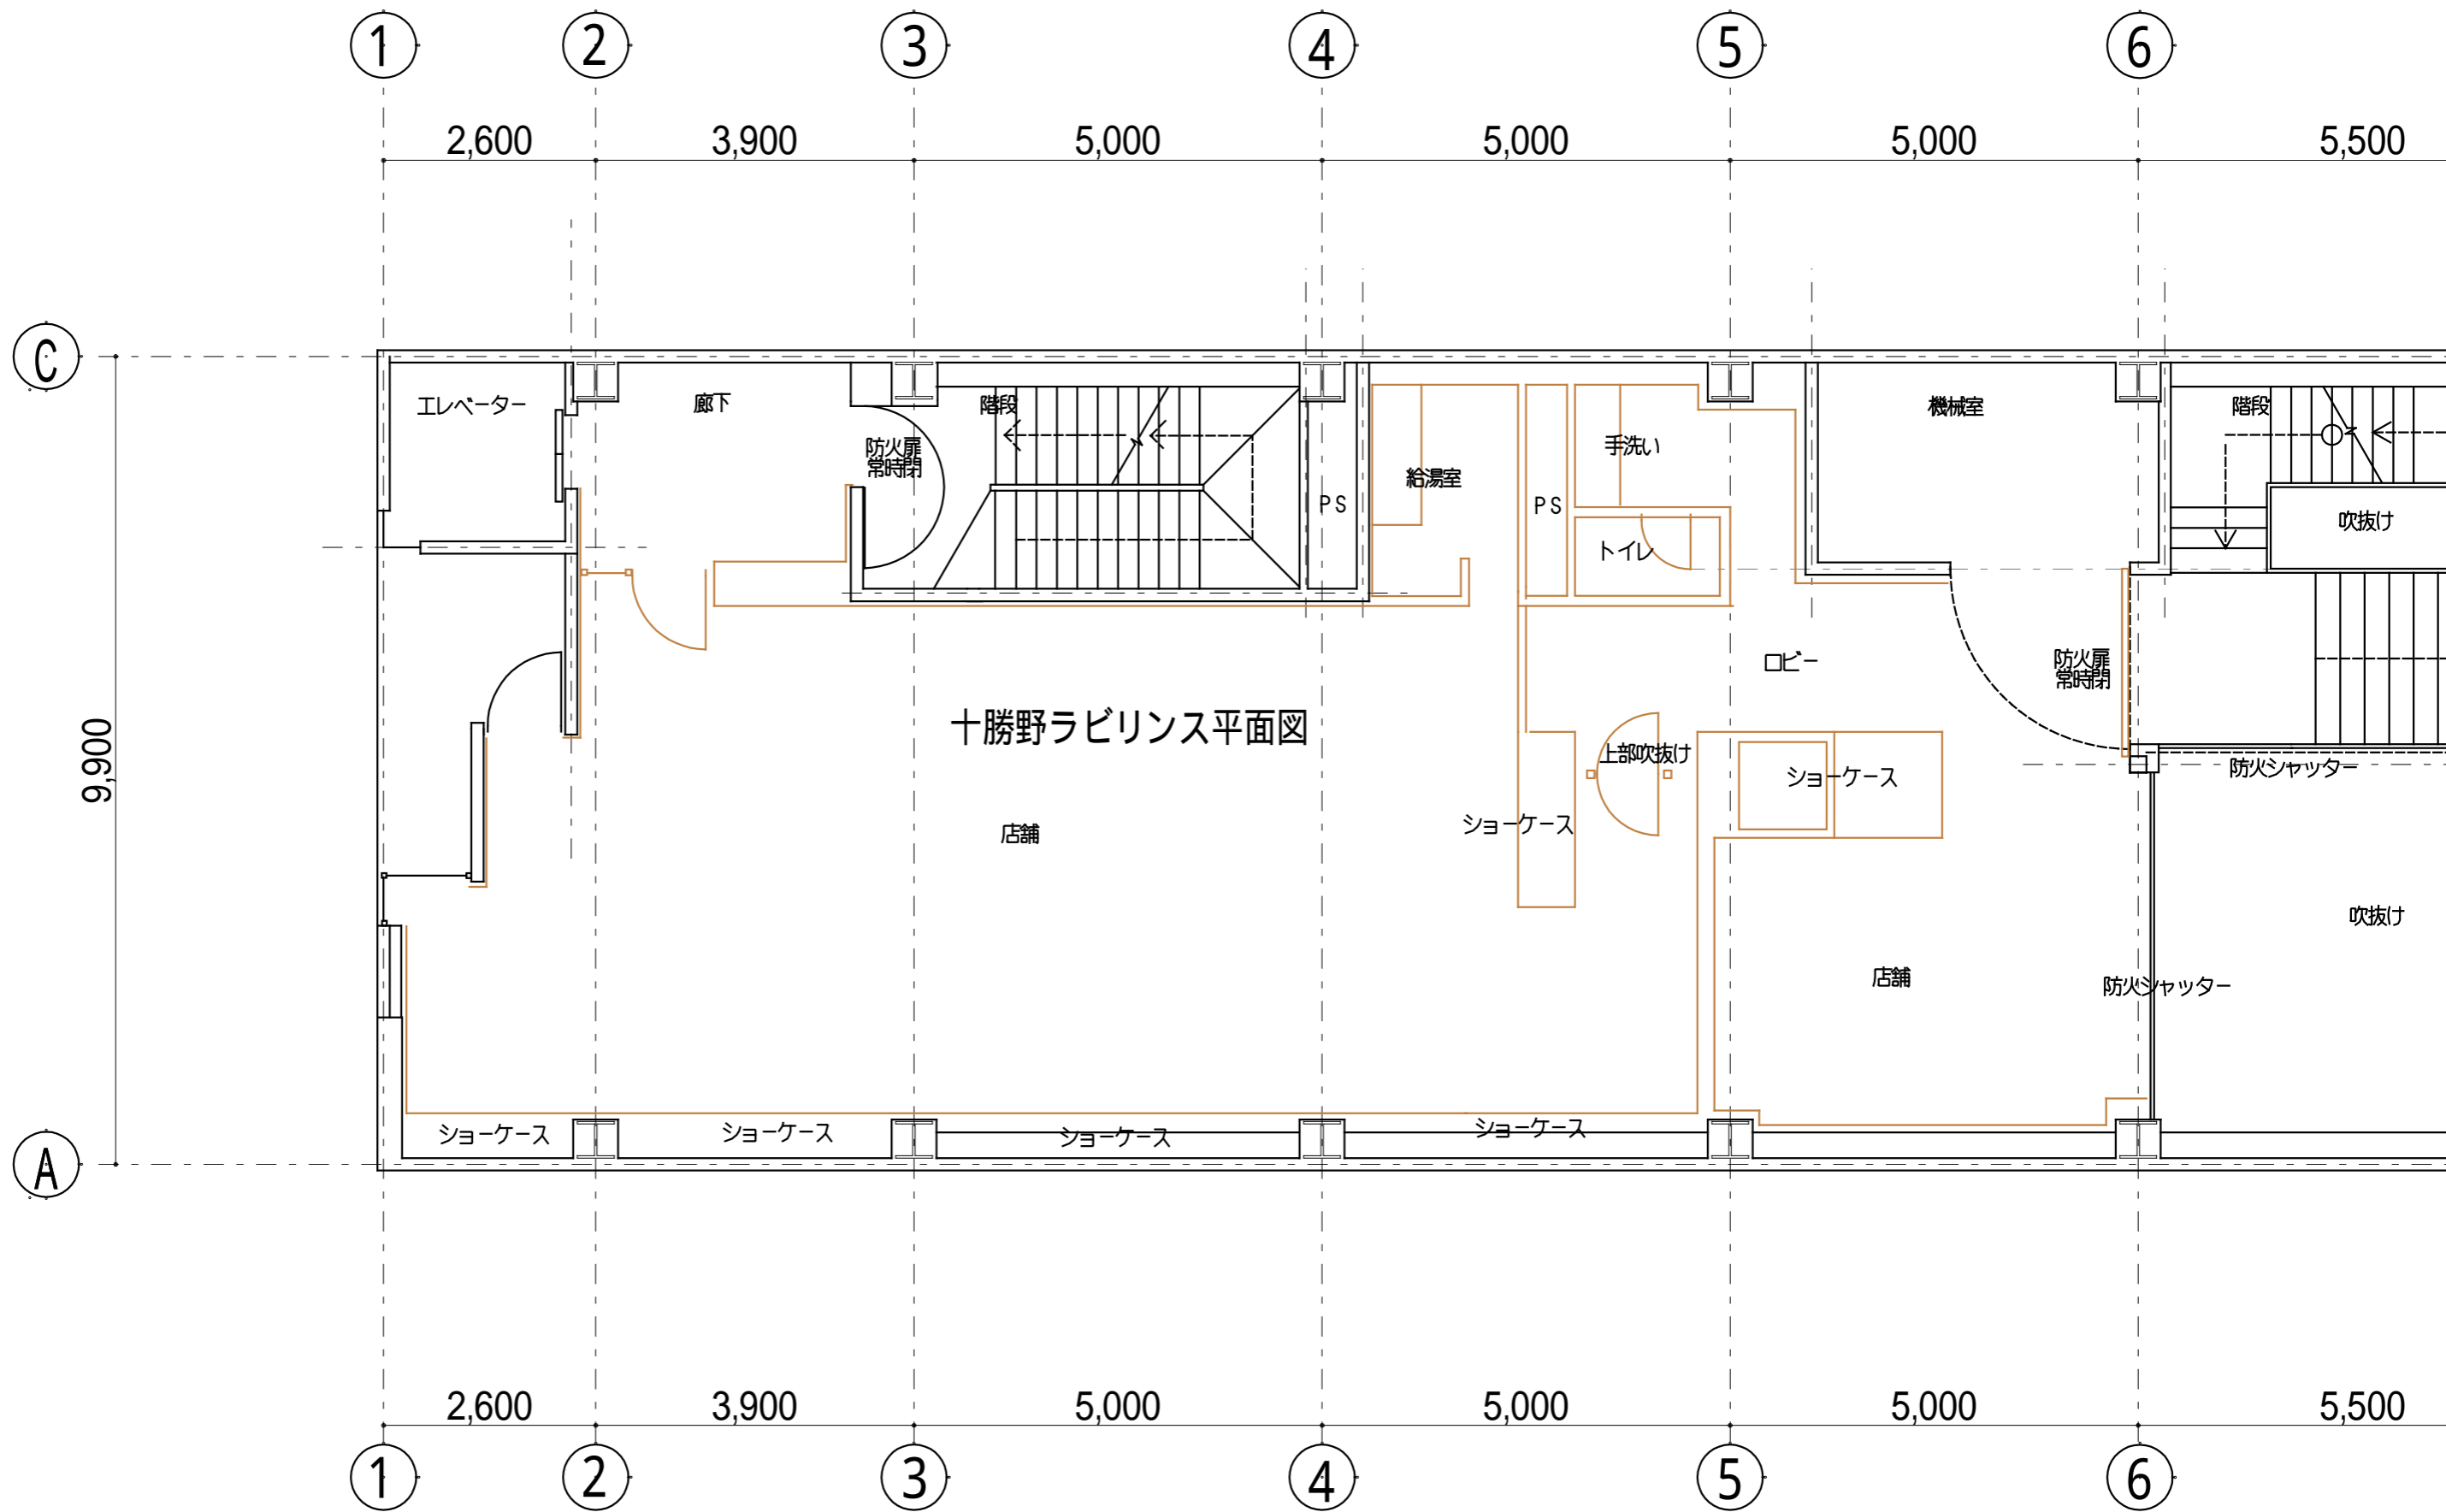 1 2 3 4 5 6
2,600 3,900 5,000 5,000 5,000 5,500
C
エレベーター
廊下
階段
機械室
階段
防火扉
常時閉
手洗い
給湯室
PS
PS
吹抜け
トイレ
ロビー
防火扉
常時閉
十勝野ラビリンス平面図
9,900
上部吹抜け
防火シャッター
ショーケース
ショーケース
店舗
吹抜け
店舗
防火シャッター
ショーケース
ショーケース
ショーケース
ショーケース
A
2,600 3,900 5,000 5,000 5,000 5,500
1 2 3 4 5 6